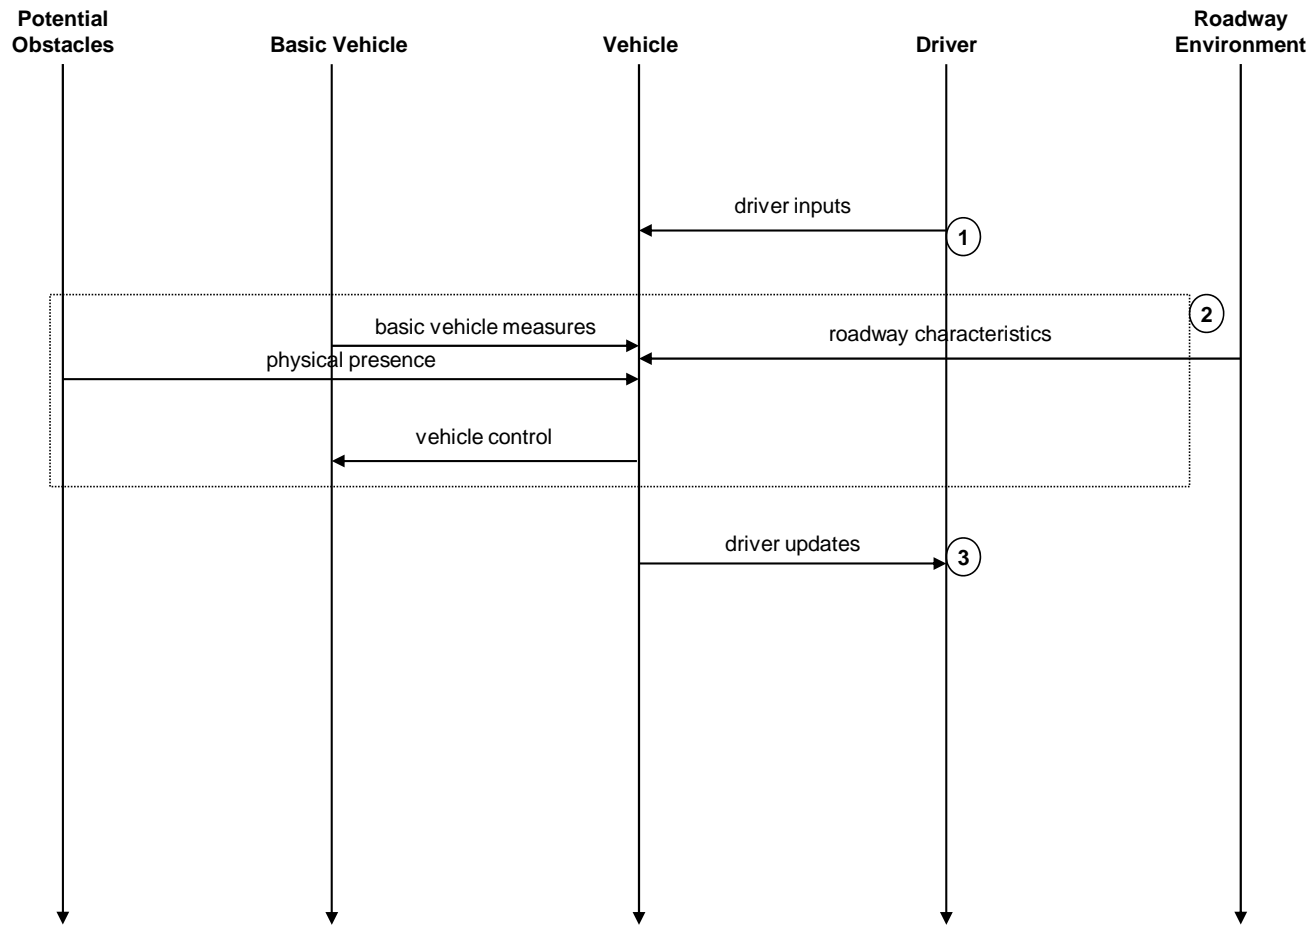 Potential
Obstacles
Basic Vehicle
Vehicle
Driver
Roadway
Environment
driver inputs
1
2
basic vehicle measures
roadway characteristics
physical presence
vehicle control
driver updates
3